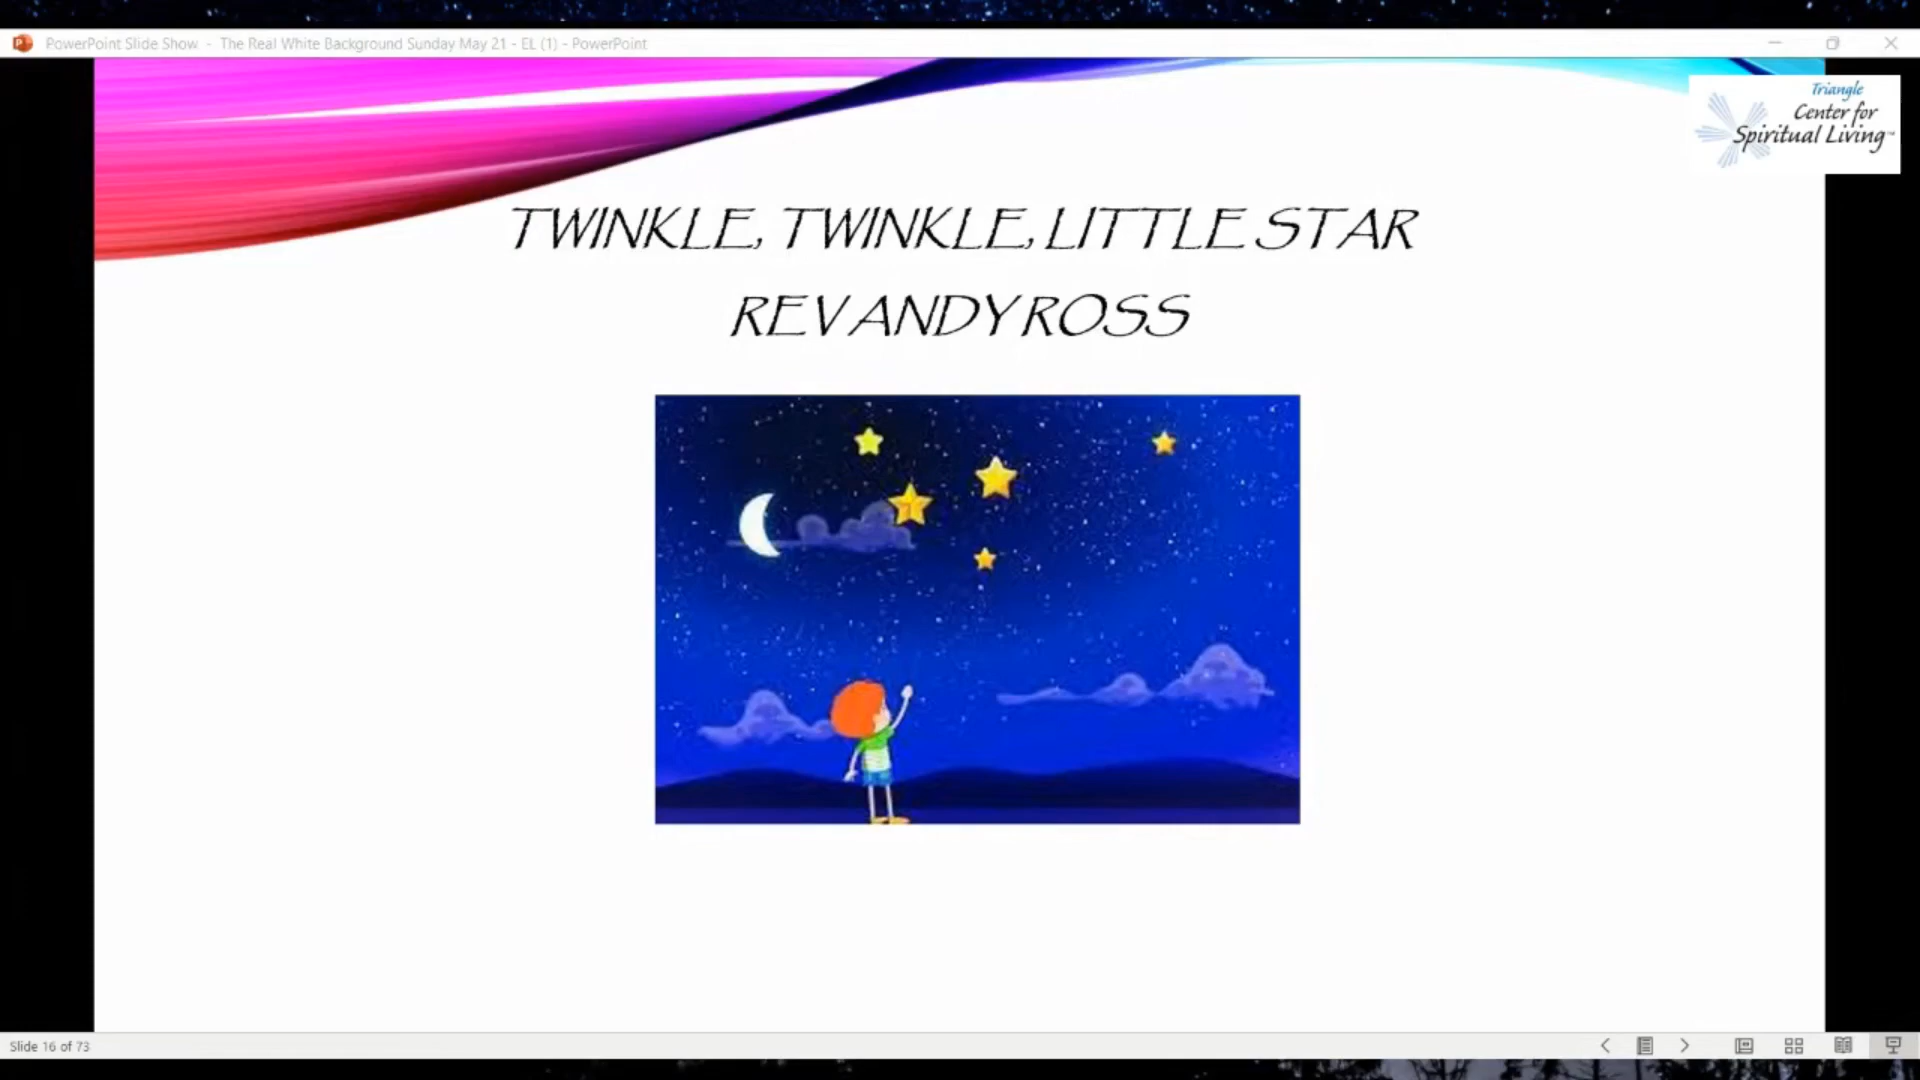 PowerPoint Slide Show - The Real White Background Sunday May 21 - EL (1) - PowerPoint
Triangle
Center for
Spiritual Living™
TWINKLE, TWINKLE, LITTLE STAR
REV ANDY ROSS
Slide 16 of 73